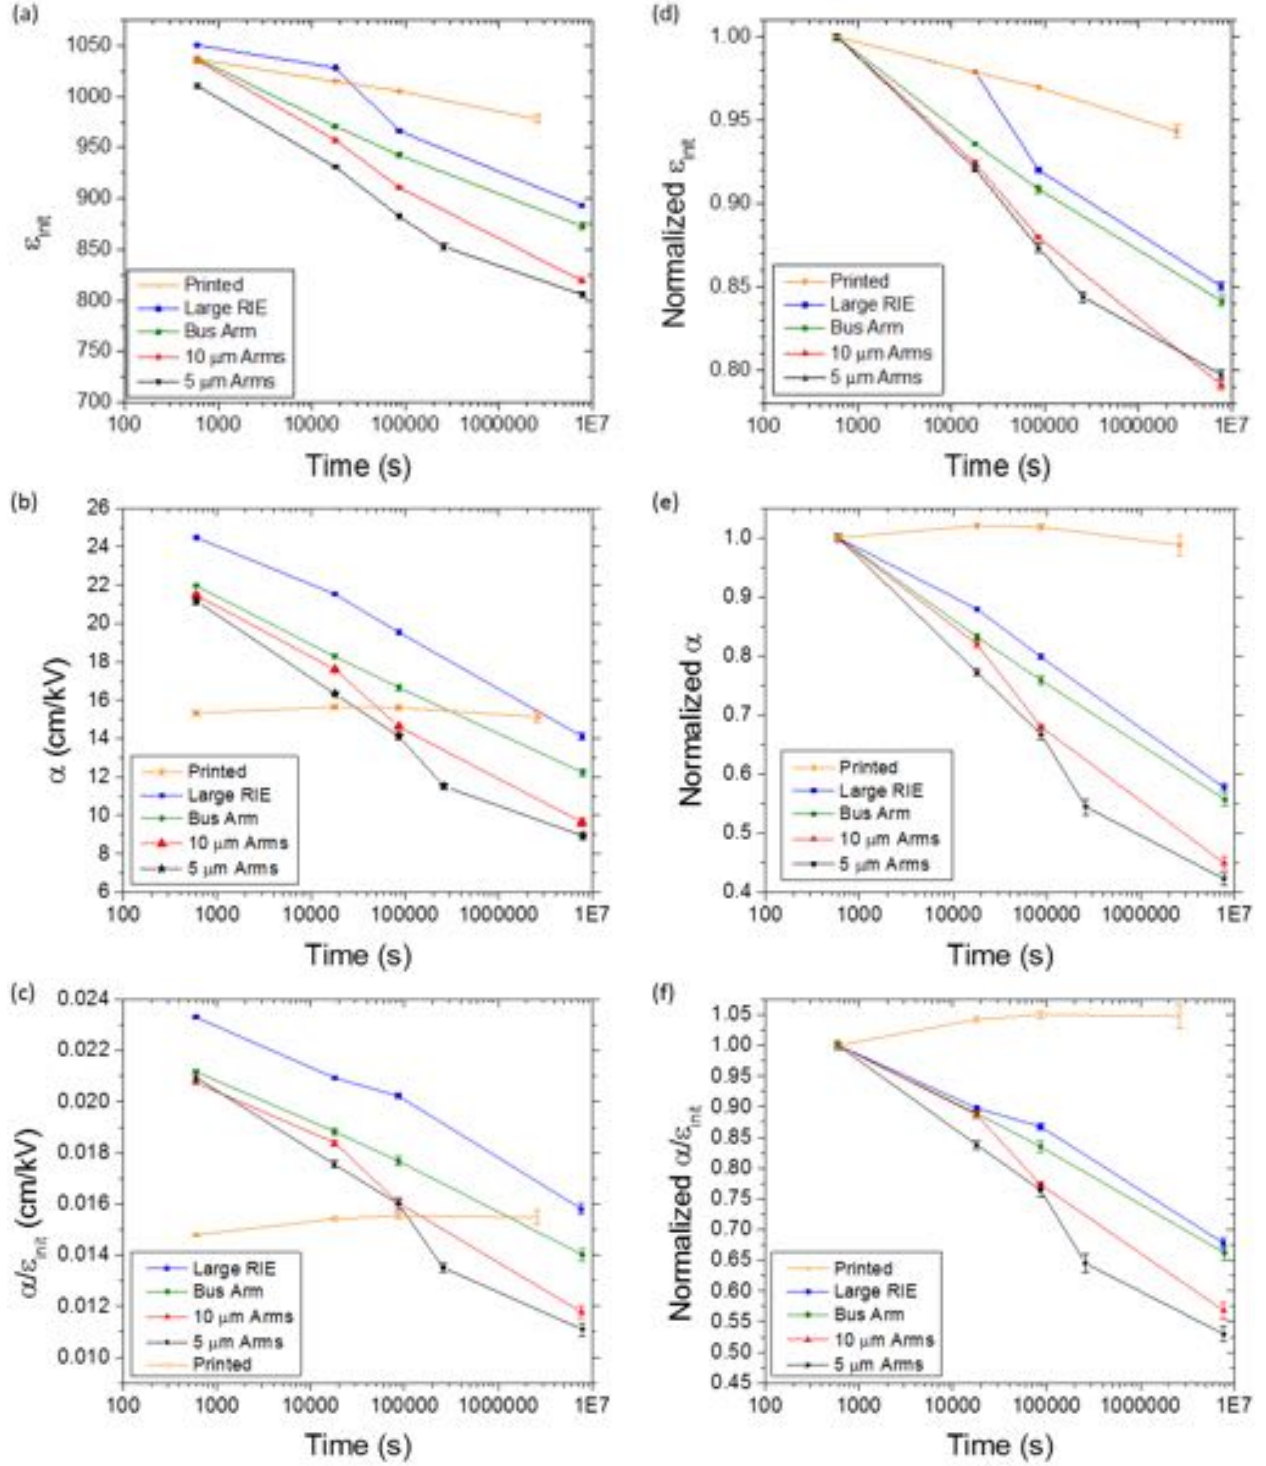 (a)
1050
1000
950
900
850
800
750
700
εinit
Printed
Large RIE
Bus Arm
10 μm Arms
5 μm Arms
100 1000 10000 100000 1000000 1E7
Time (s)
(d)
1.00
0.95
0.90
0.85
0.80
Normalized εinit
Printed
Large RIE
Bus Arm
10 μm Arms
5 μm Arms
100 1000 10000 100000 1000000 1E7
Time (s)
(b)
26
24
22
20
18
16
14
12
10
8
6
α (cm/kV)
Printed
Large RIE
Bus Arm
10 μm Arms
5 μm Arms
100 1000 10000 100000 1000000 1E7
Time (s)
(e)
1.0
0.9
0.8
0.7
0.6
0.5
0.4
Normalized α
Printed
Large RIE
Bus Arm
10 μm Arms
5 μm Arms
100 1000 10000 100000 1000000 1E7
Time (s)
(c)
0.024
0.022
0.020
0.018
0.016
0.014
0.012
0.010
α/εinit (cm/kV)
Large RIE
Bus Arm
10 μm Arms
5 μm Arms
Printed
100 1000 10000 100000 1000000 1E7
Time (s)
(f)
1.05
1.00
0.95
0.90
0.85
0.80
0.75
0.70
0.65
0.60
0.55
0.50
0.45
Normalized α/εinit
Printed
Large RIE
Bus Arm
10 μm Arms
5 μm Arms
100 1000 10000 100000 1000000 1E7
Time (s)